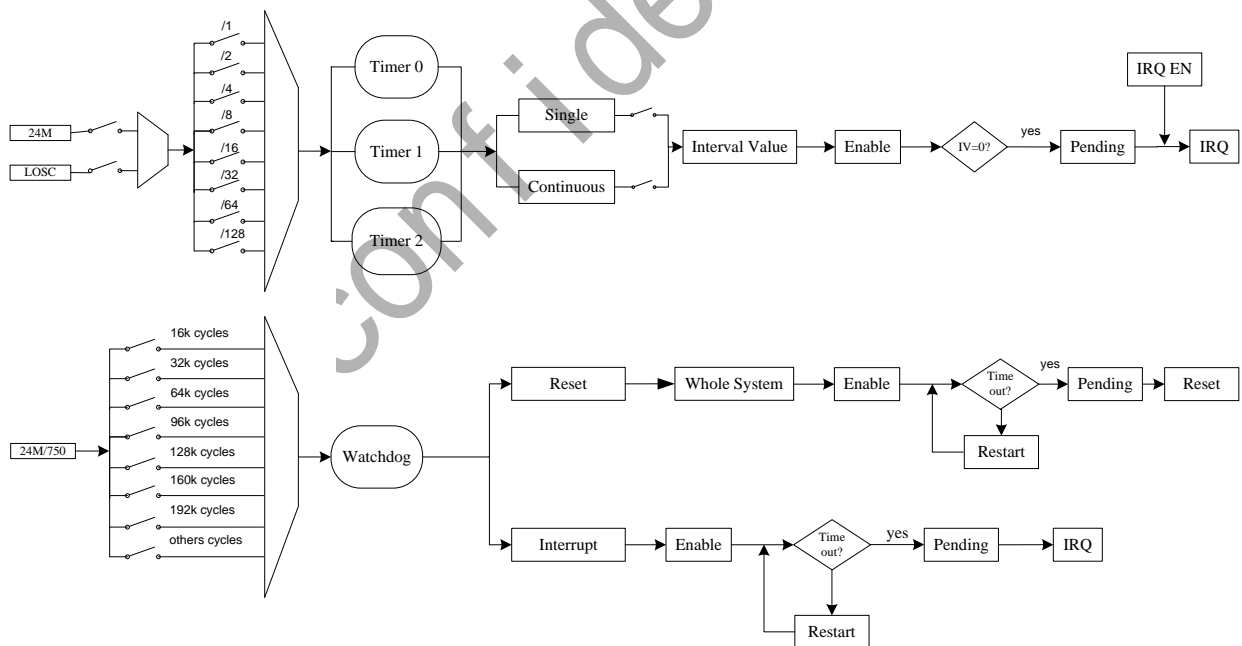 /1
/2
/4
/8
/16
/32
/64
/128
24M
LOSC
Timer 0
Timer 1
Timer 2
Single
Continuous
Interval Value
Enable
IV=0?
yes
Pending
IRQ EN
IRQ
24M/750
16k cycles
32k cycles
64k cycles
96k cycles
128k cycles
160k cycles
192k cycles
others cycles
Watchdog
Reset
Whole System
Enable
Time
out?
yes
Pending
Reset
Restart
Interrupt
Enable
Time
out?
yes
Pending
IRQ
Restart
confide